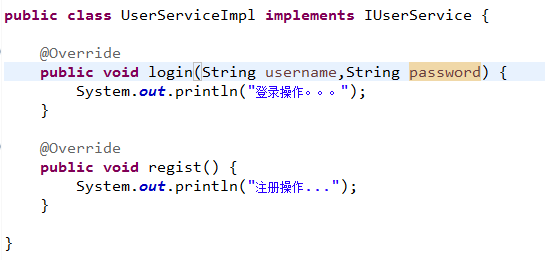 public class UserServiceImpl implements IUserService {
@Override
public void login(String username,String password) {
System.out.println("登录操作。。。");
}
@Override
public void regist() {
System.out.println("注册操作...");
}
}